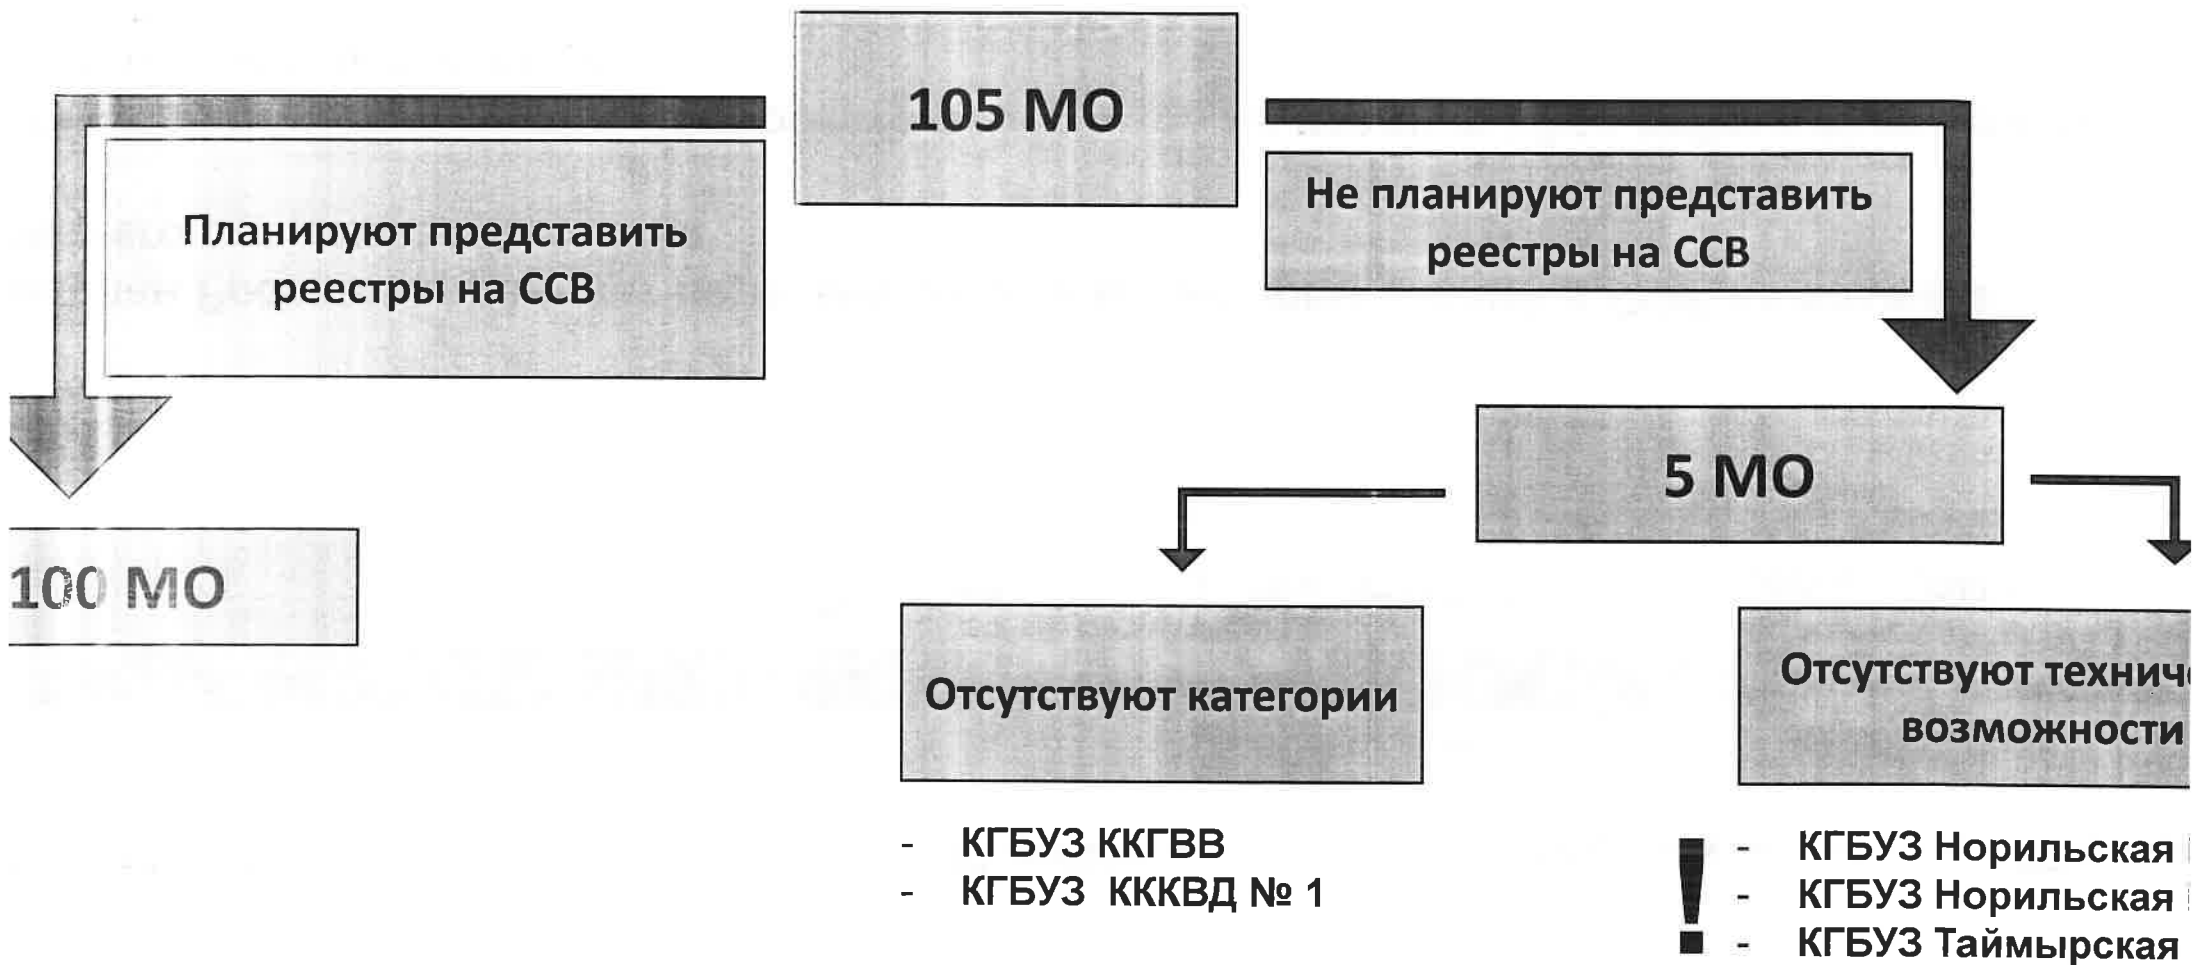 105 МО
Планируют представить
реестры на ССВ
Не планируют представить
реестры на ССВ
100 МО
5 МО
Отсутствуют категории
Отсутствуют
возможности
- КГБУЗ ККГВВ
- КГБУЗ КККВД № 1
!
- КГБУЗ Норильская
- КГБУЗ Норильская
- КГБУЗ Таймырская